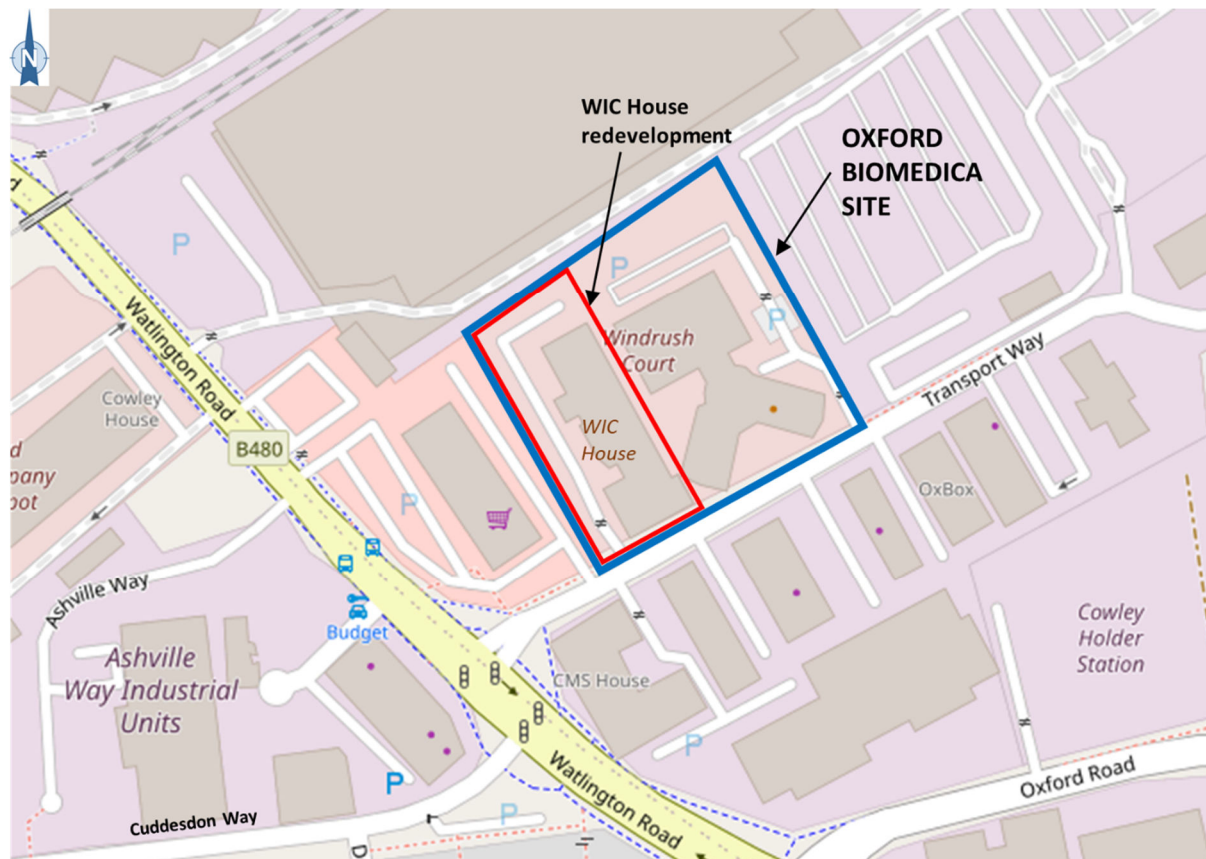 N
WIC House
redevelopment
OXFORD
BIOMEDICA
SITE
d
P
P
Watlington Road
Windrush
Court
P
Transport Way
Cowley
House
WIC
House
B480
d
mpany
pot
P
OxBox
Ashville Way
Budget
Cowley
Holder
Station
Ashville
Way Industrial
Units
CMS House
P
P
Watlington Road
Oxford Road
P
Cuddesdon Way